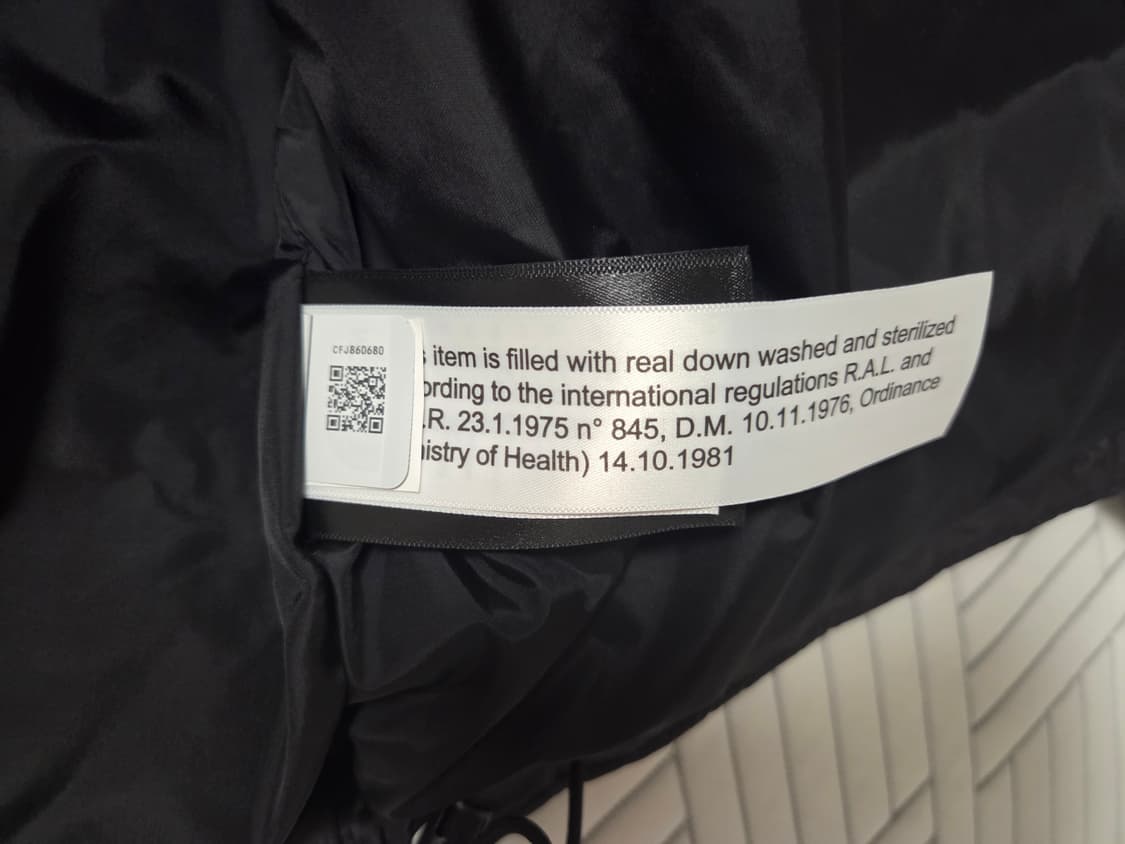 CFJ860680
item is filled with real down washed and sterilized
ording to the international regulations R.A.L. and
.R. 23.1.1975 n° 845, D.M. 10.11.1976, Ordinance
istry of Health) 14.10.1981